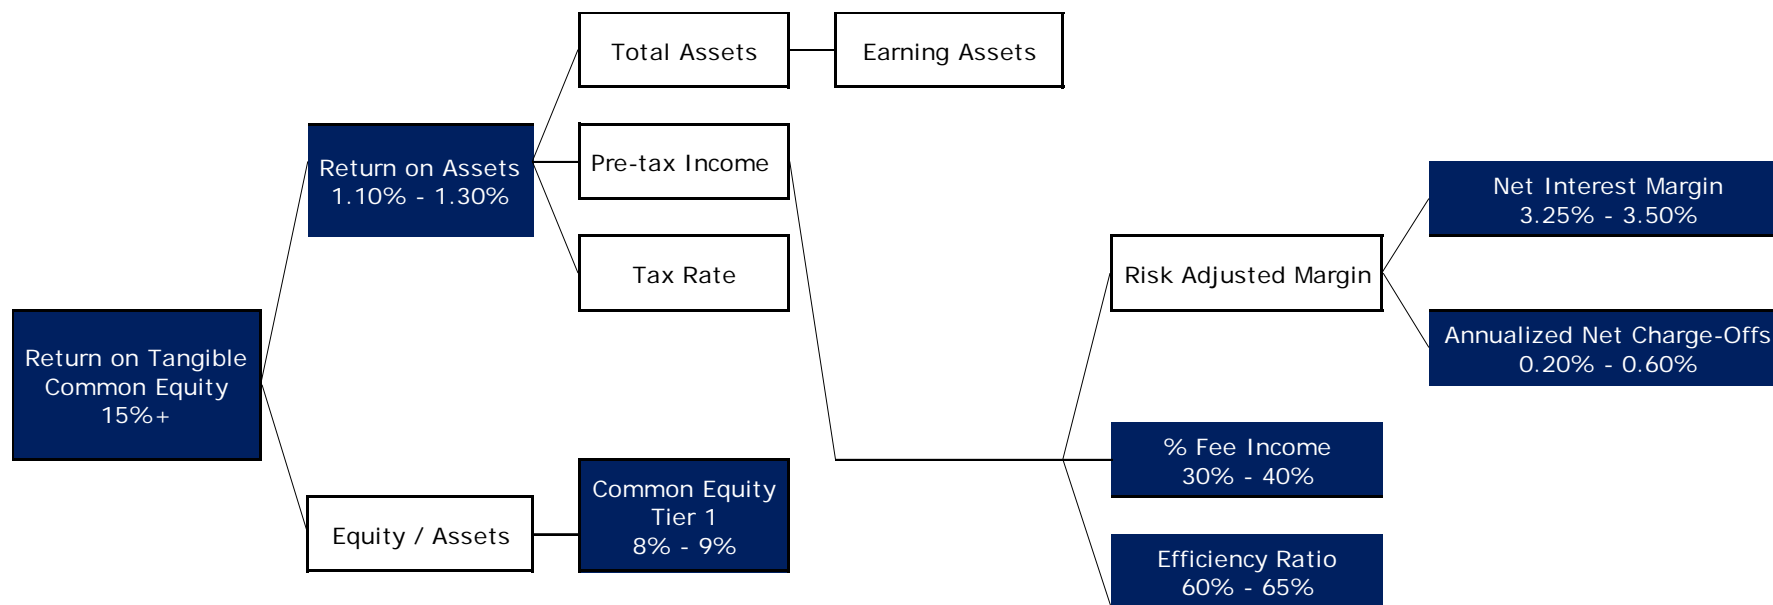 Total Assets
Earning Assets
Return on Assets
1.10% - 1.30%
Pre-tax Income
Tax Rate
Net Interest Margin
3.25% - 3.50%
Risk Adjusted Margin
Annualized Net Charge-Offs
0.20% - 0.60%
Return on Tangible
Common Equity
15%+
% Fee Income
30% - 40%
Common Equity
Tier 1
8% - 9%
Equity / Assets
Efficiency Ratio
60% - 65%